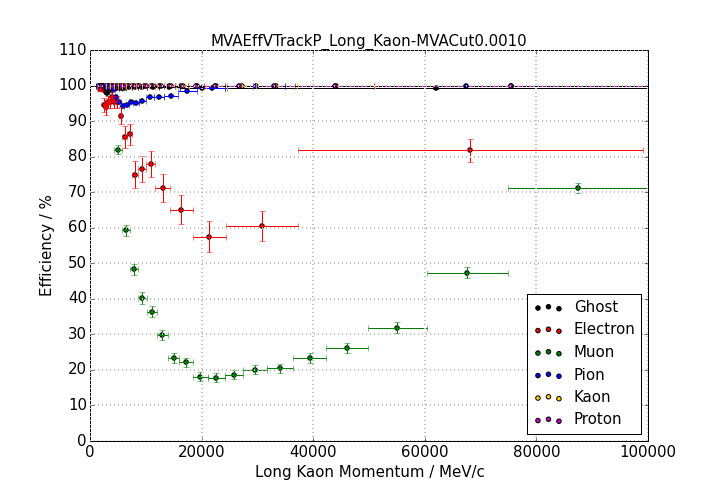 MVAEffVTrackP_Long_Kaon-MVACut0.0010
110
100
90
80
70
60
50
40
30
20
10
0
Efficiency / %
Ghost
Electron
Muon
Pion
Kaon
Proton
0 20000 40000 60000 80000 100000
Long Kaon Momentum / MeV/c